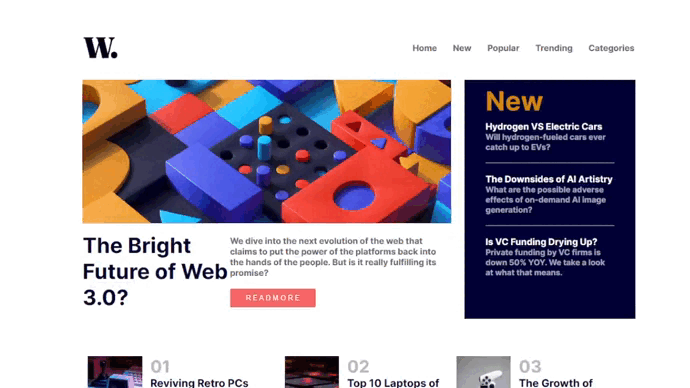 W.
Home New Popular Trending Categories
New
Hydrogen VS Electric Cars
Will hydrogen-fueled cars ever
catch up to EVs?
The Downsides of AI Artistry
What are the possible adverse
effects of on-demand AI image
generation?
Is VC Funding Drying Up?
Private funding by VC firms is
down 50% YOY. We take a look
at what that means.
The Bright
Future of Web
3.0?
We dive into the next evolution of the web that
claims to put the power of the platforms back into
the hands of the people. But is it really fulfilling its
promise?
READMORE
01
Reviving Retro PCs
02
Top 10 Laptops of
03
The Growth of